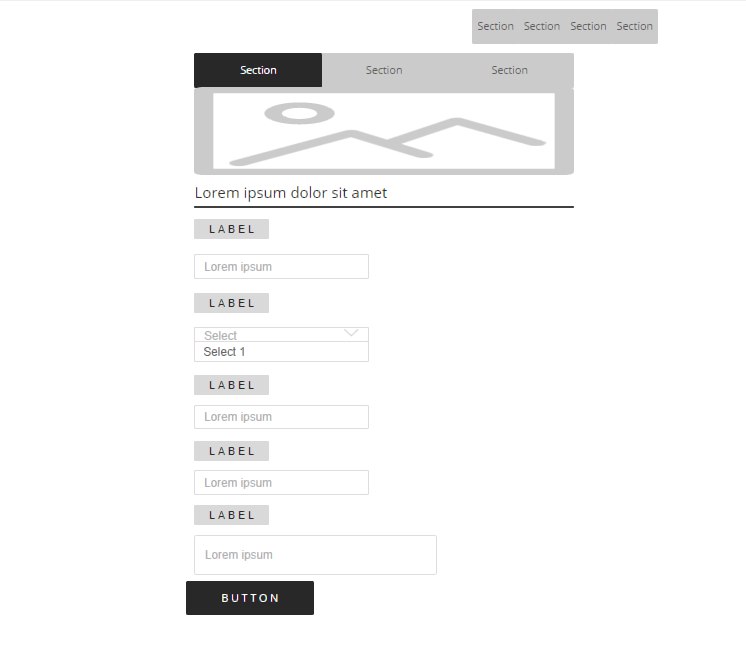 Section Section Section Section
Section Section Section
Lorem ipsum dolor sit amet
LABEL
Lorem ipsum
LABEL
Select
Select 1
LABEL
Lorem ipsum
LABEL
Lorem ipsum
LABEL
Lorem ipsum
BUTTON